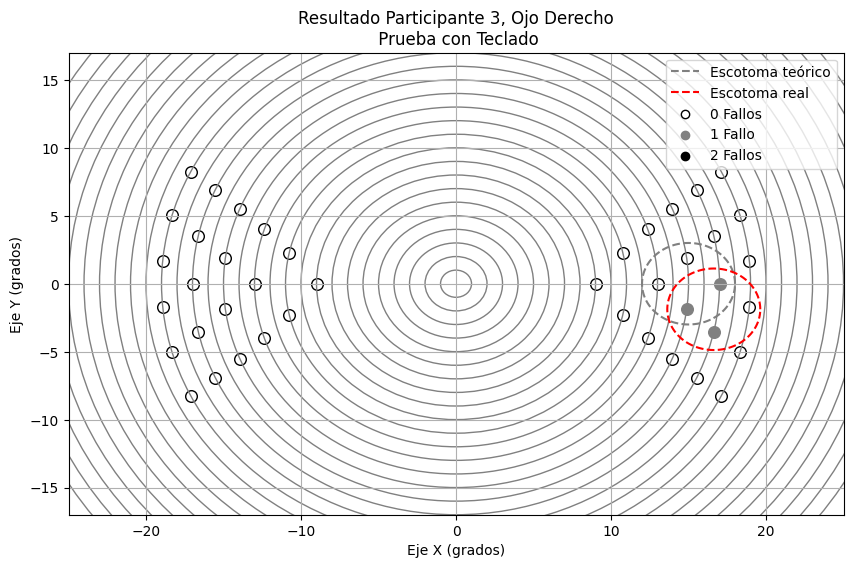 Resultado Participante 3, Ojo Derecho
Prueba con Teclado
Escotoma teórico
Escotoma real
0 Fallos
1 Fallo
2 Fallos
15
10
5
0
−5
−10
−15
Eje Y (grados)
−20
−10
0
10
20
Eje X (grados)